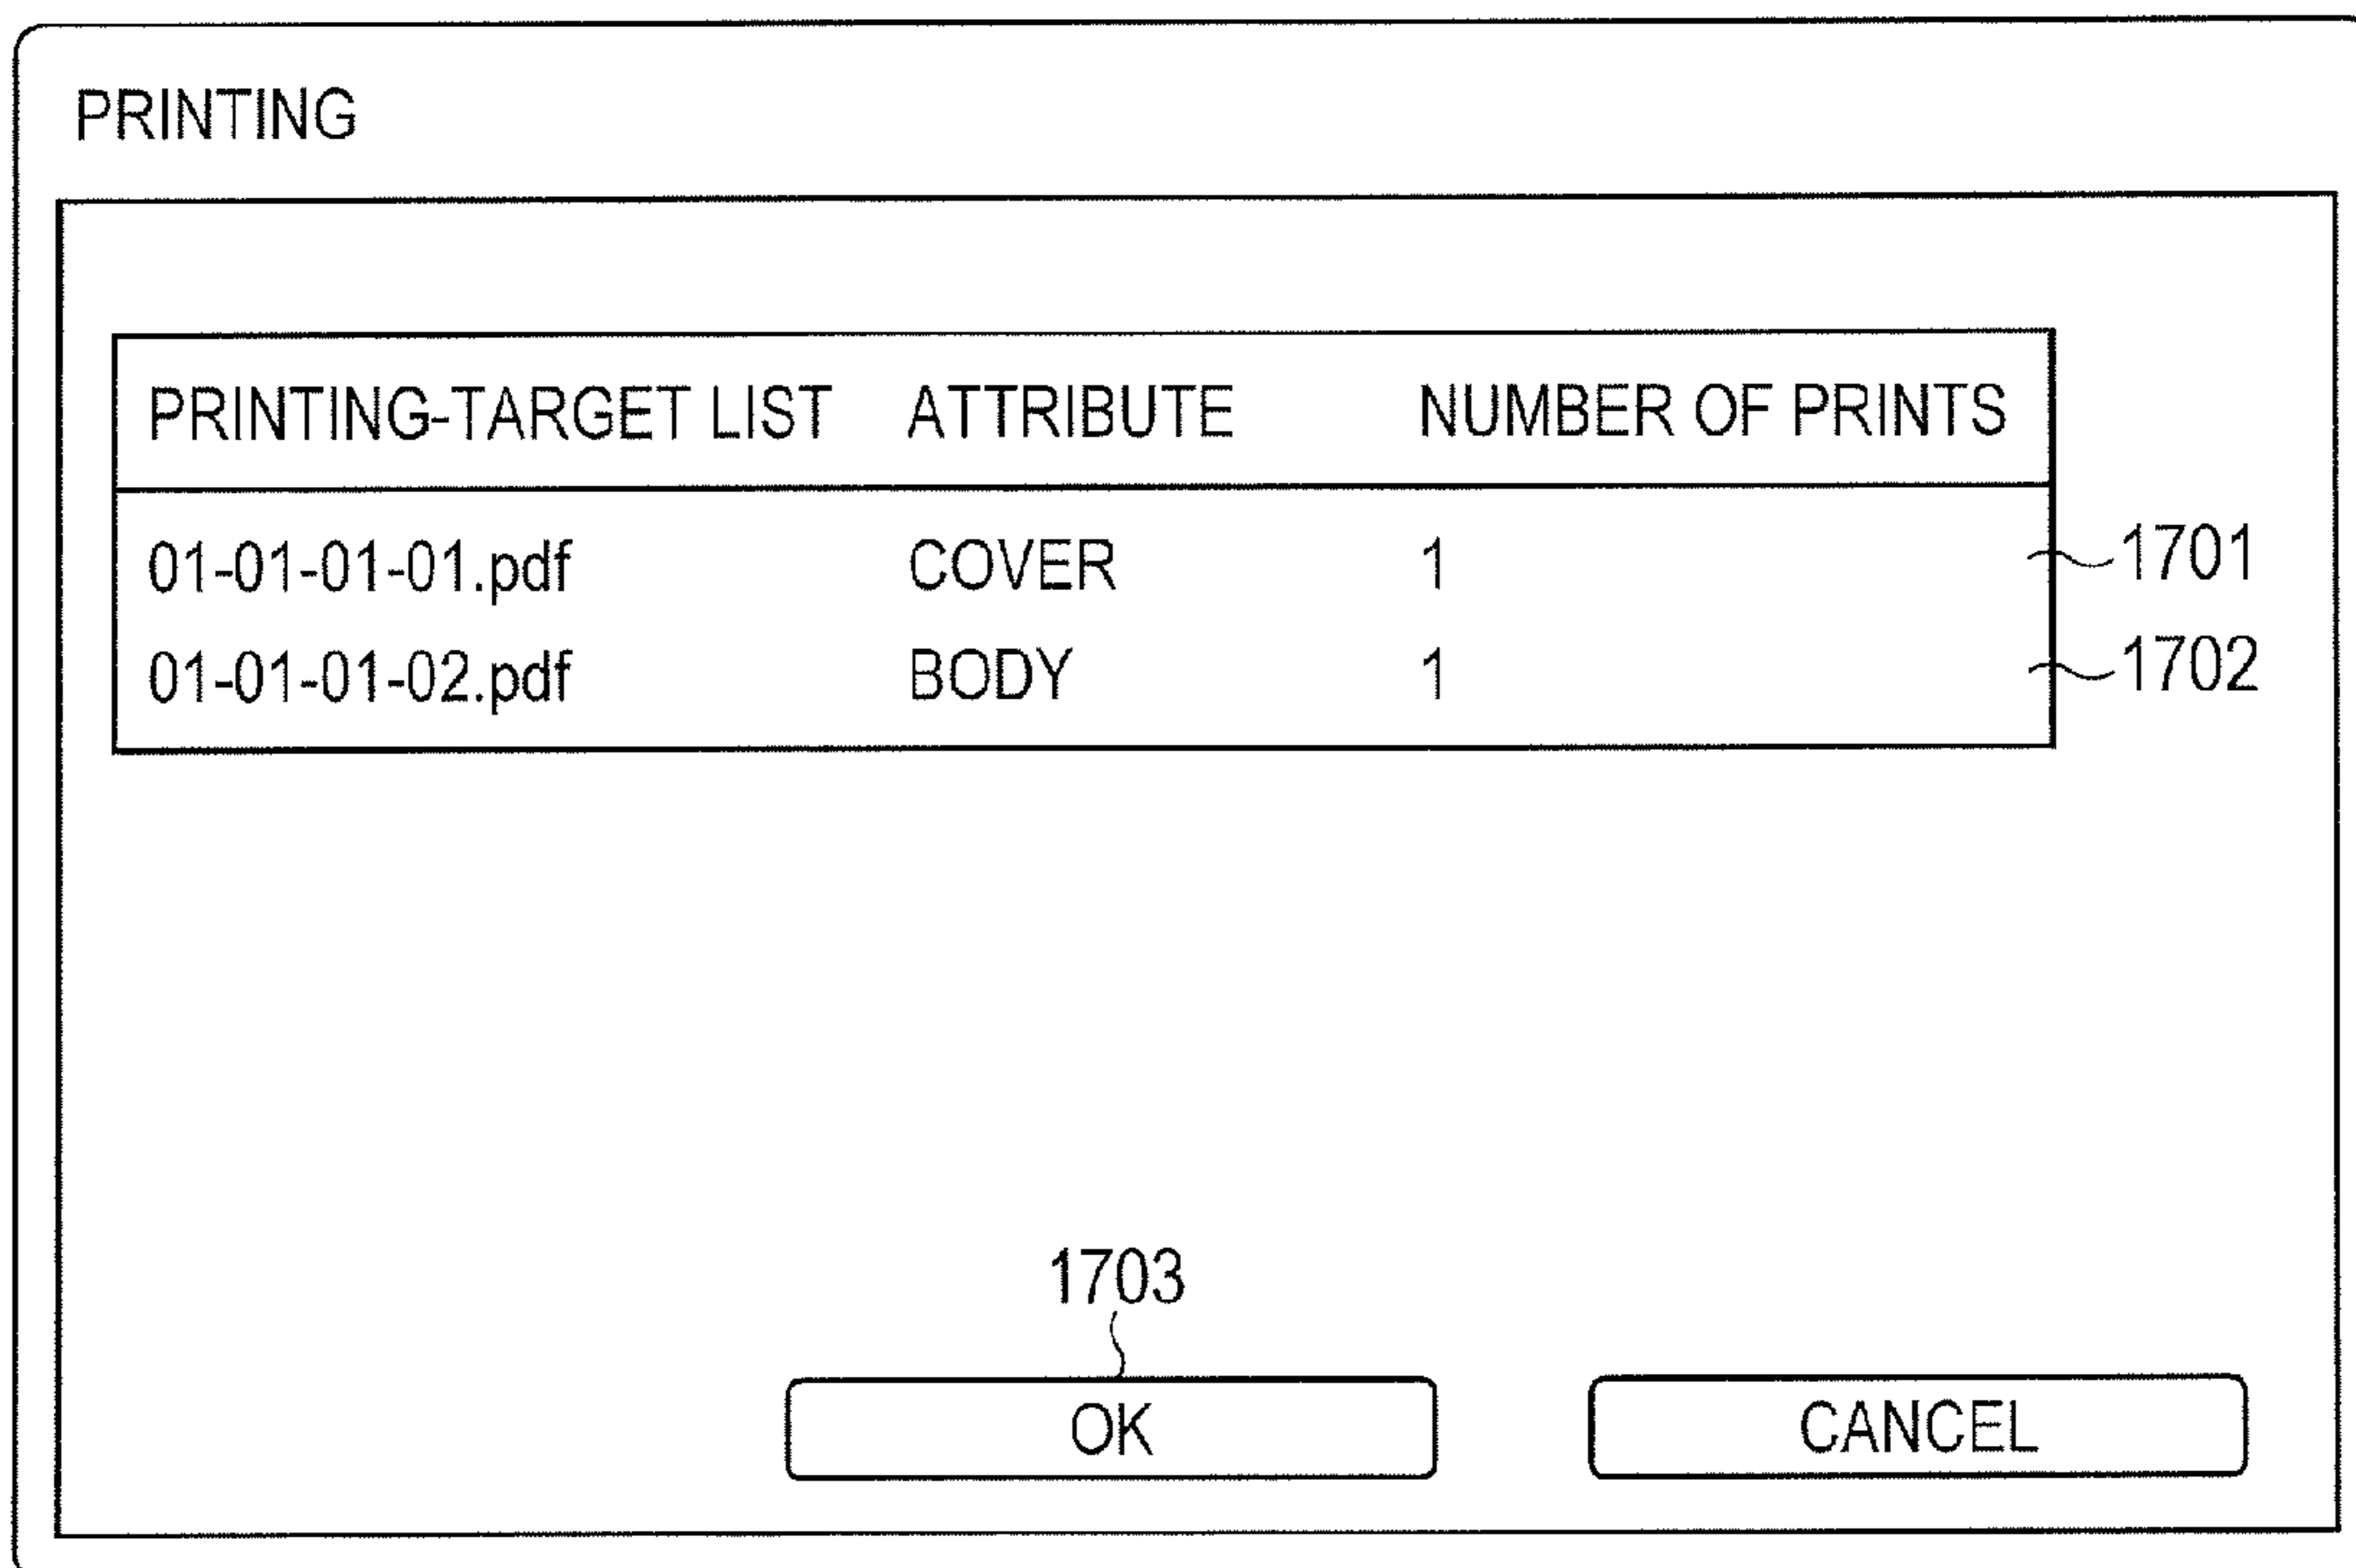 PRINTING
PRINTING-TARGET LIST ATTRIBUTE NUMBER OF PRINTS
01-01-01-01.pdf COVER 1 1701
01-01-01-02.pdf BODY 1 1702
1703
OK CANCEL